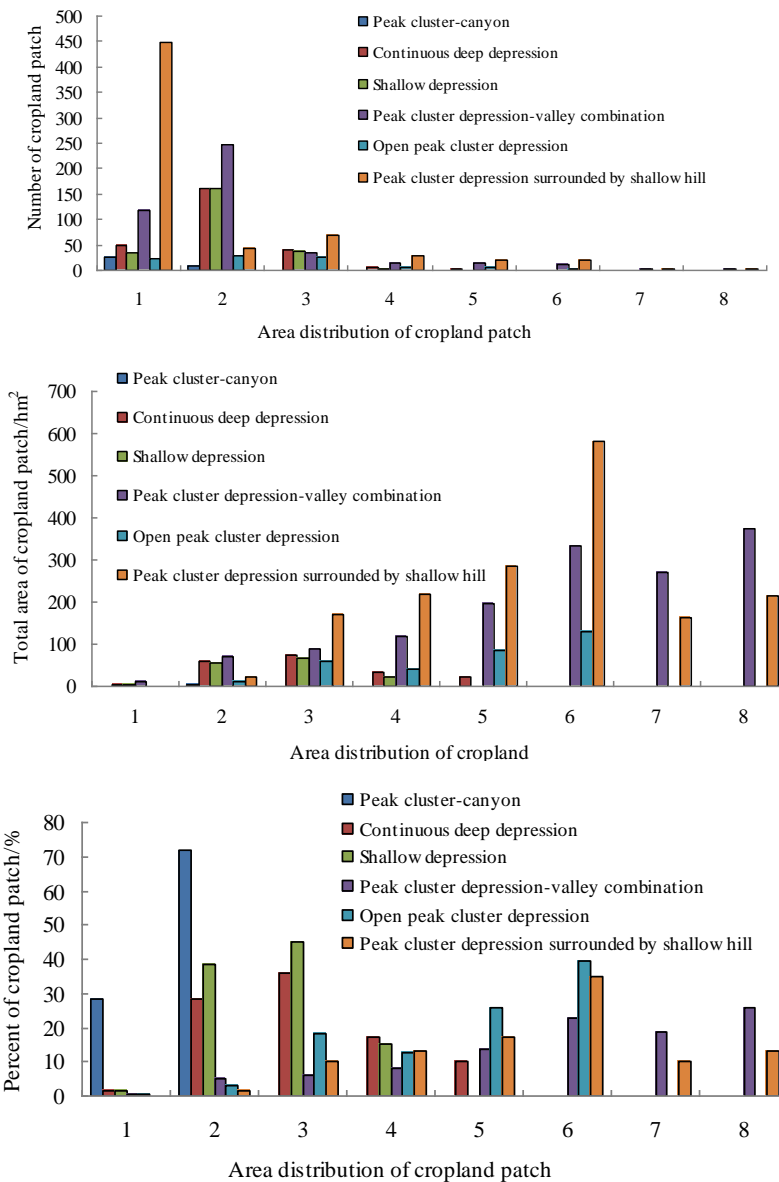 Number of cropland patch
500
450
400
350
300
250
200
150
100
50
0
Peak cluster-canyon
Continuous deep depression
Shallow depression
Peak cluster depression-valley combination
Open peak cluster depression
Peak cluster depression surrounded by shallow hill
1 2 3 4 5 6 7 8
Area distribution of cropland patch
Total area of cropland patch/hm²
700
600
500
400
300
200
100
0
Peak cluster-canyon
Continuous deep depression
Shallow depression
Peak cluster depression-valley combination
Open peak cluster depression
Peak cluster depression surrounded by shallow hill
1 2 3 4 5 6 7 8
Area distribution of cropland
Percent of cropland patch/%
80
70
60
50
40
30
20
10
0
Peak cluster-canyon
Continuous deep depression
Shallow depression
Peak cluster depression-valley combination
Open peak cluster depression
Peak cluster depression surrounded by shallow hill
1 2 3 4 5 6 7 8
Area distribution of cropland patch